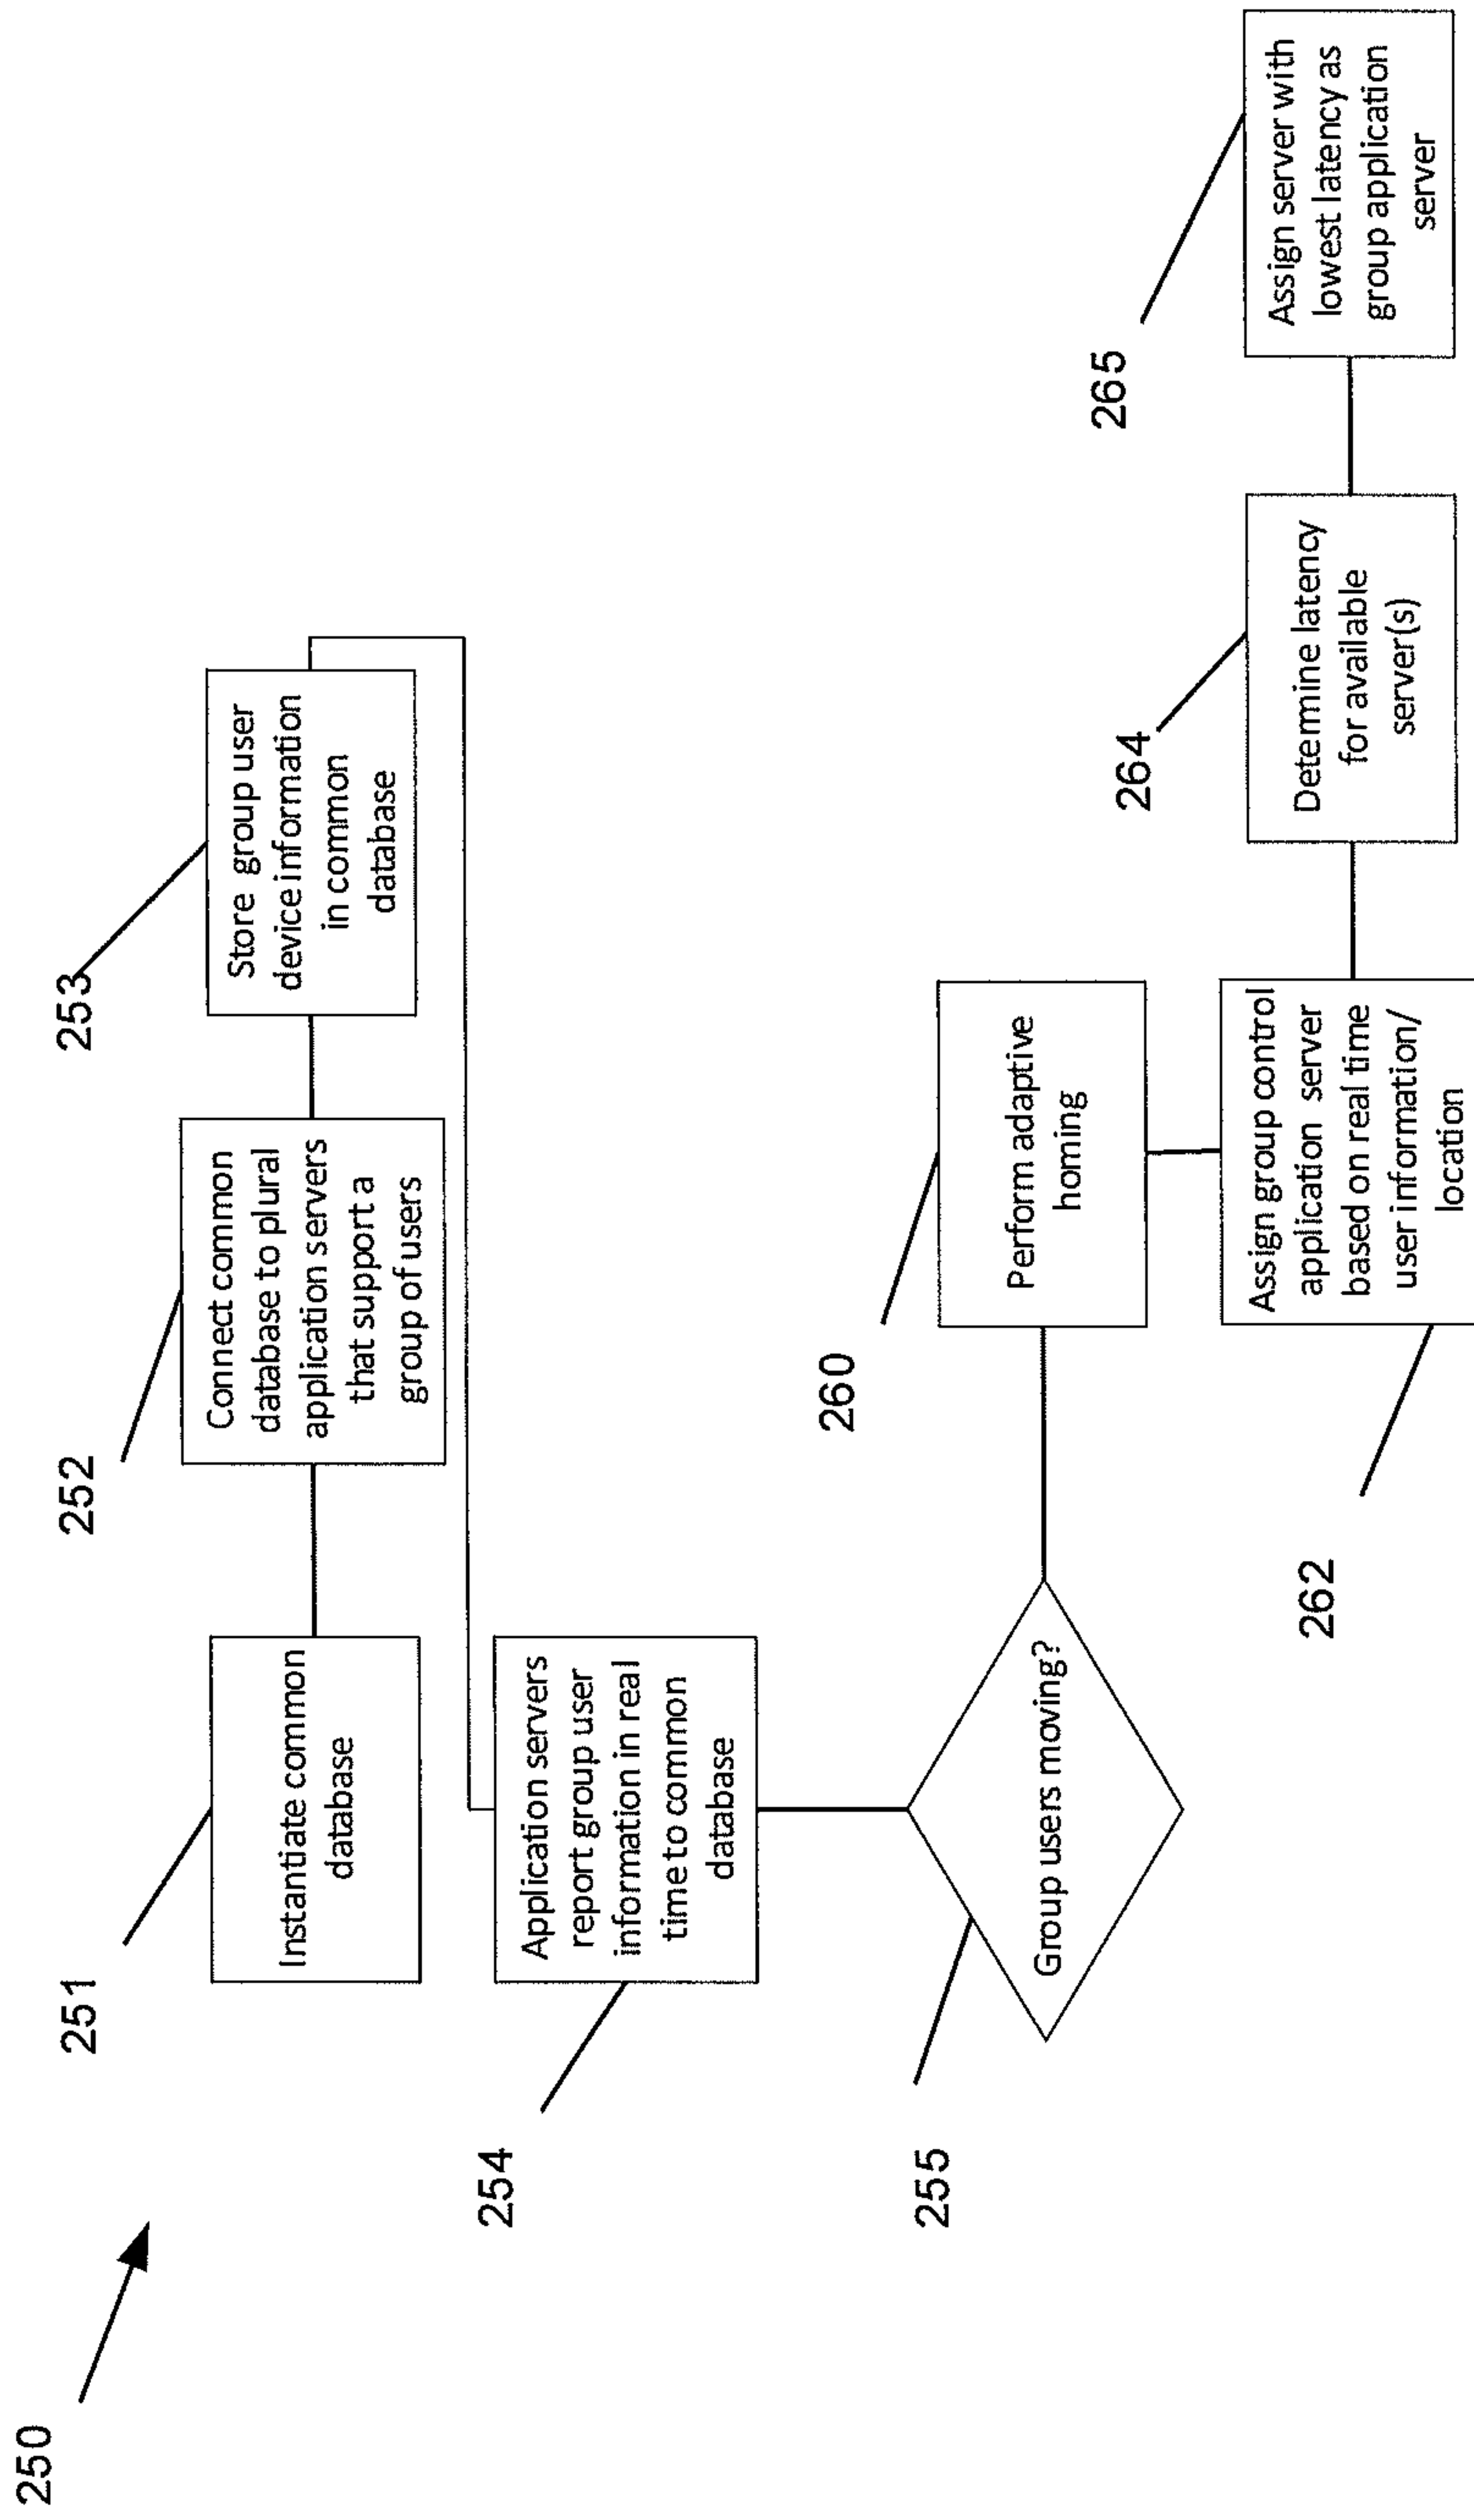 250
251
Instantiate common
database
252
Connect common
database to plural
application servers
that support a
group of users
253
Store group user
device information
in common
database
254
Application servers
report group user
information in real
time to common
database
255
Group users moving?
260
Perform adaptive
homing
262
Assign group control
application server
based on real time
user information/
location
264
Determine latency
for available
server(s)
265
Assign server with
lowest latency as
group application
server